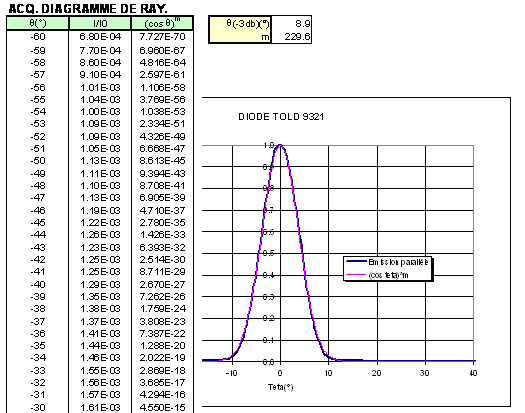 ACQ. DIAGRAMME DE RAY.
θ(°) I/I0 (cos θ)^m
θ(-3db)(°) 8.9
m 229.6
-60 6.80E-04 7.727E-70
-59 7.70E-04 6.960E-67
-58 8.60E-04 4.816E-64
-57 9.10E-04 2.597E-61
-56 1.01E-03 1.106E-58
-55 1.04E-03 3.769E-56
-54 1.00E-03 1.038E-53
-53 1.09E-03 2.334E-51
-52 1.09E-03 4.326E-49
-51 1.05E-03 6.668E-47
-50 1.13E-03 8.613E-45
-49 1.11E-03 9.394E-43
-48 1.10E-03 8.708E-41
-47 1.13E-03 6.905E-39
-46 1.19E-03 4.710E-37
-45 1.22E-03 2.780E-35
-44 1.26E-03 1.426E-33
-43 1.23E-03 6.393E-32
-42 1.25E-03 2.514E-30
-41 1.25E-03 8.711E-29
-40 1.29E-03 2.670E-27
-39 1.35E-03 7.262E-26
-38 1.38E-03 1.759E-24
-37 1.37E-03 3.808E-23
-36 1.41E-03 7.387E-22
-35 1.44E-03 1.288E-20
-34 1.46E-03 2.022E-19
-33 1.55E-03 2.869E-18
-32 1.56E-03 3.685E-17
-31 1.57E-03 4.294E-16
-30 1.61E-03 4.550E-15
DIODE TOLD 9321
1.0
0.9
0.8
0.7
0.6
0.5
0.4
0.3
0.2
0.1
0.0
Emission parallèle
(cos teta)^m
-10 0 10 20 30 40
Teta(°)